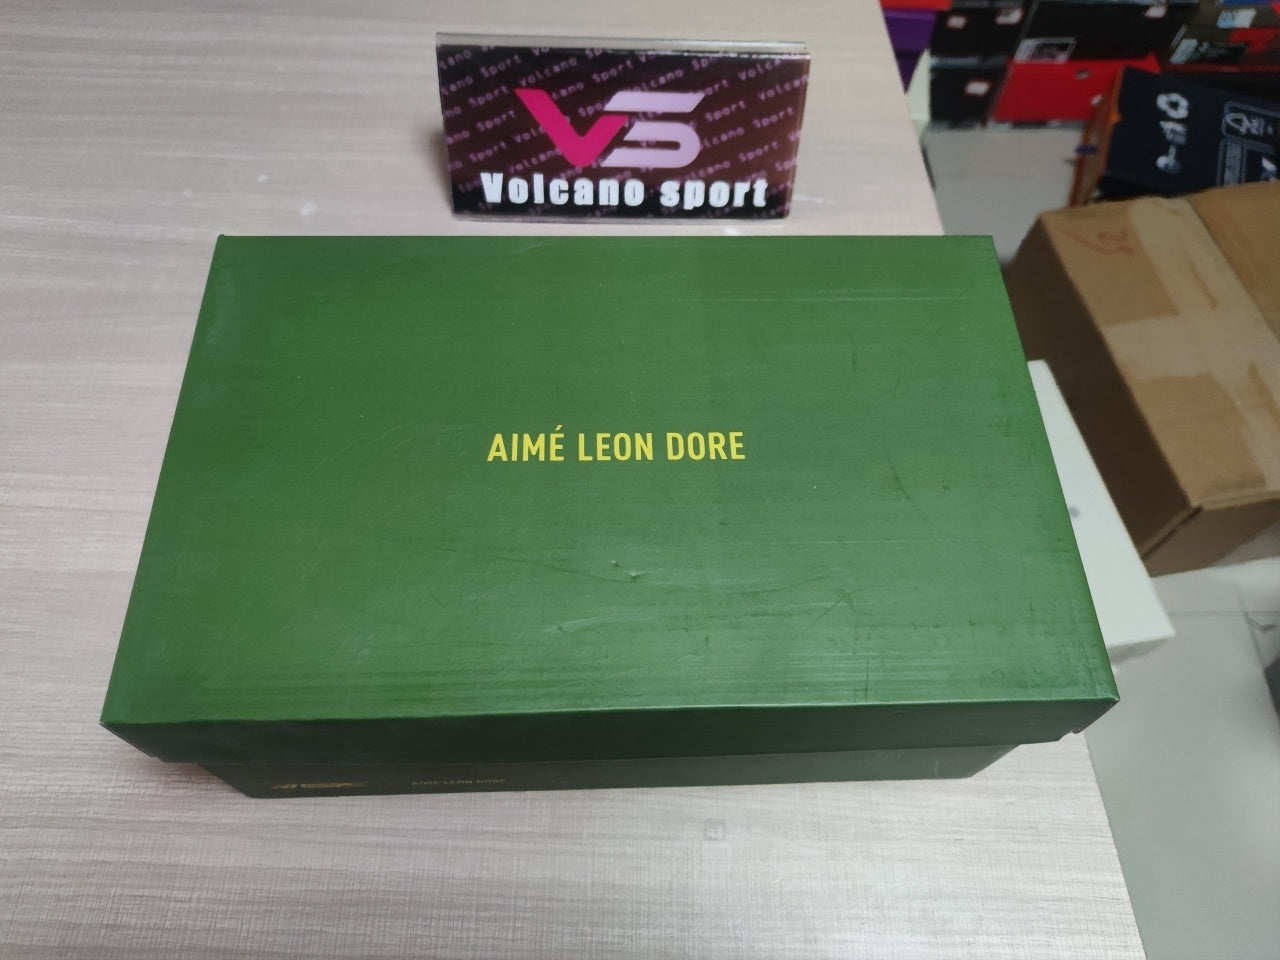 VS
Volcano sport
AIMÉ LEON DORE
AIMÉ LEON DORE